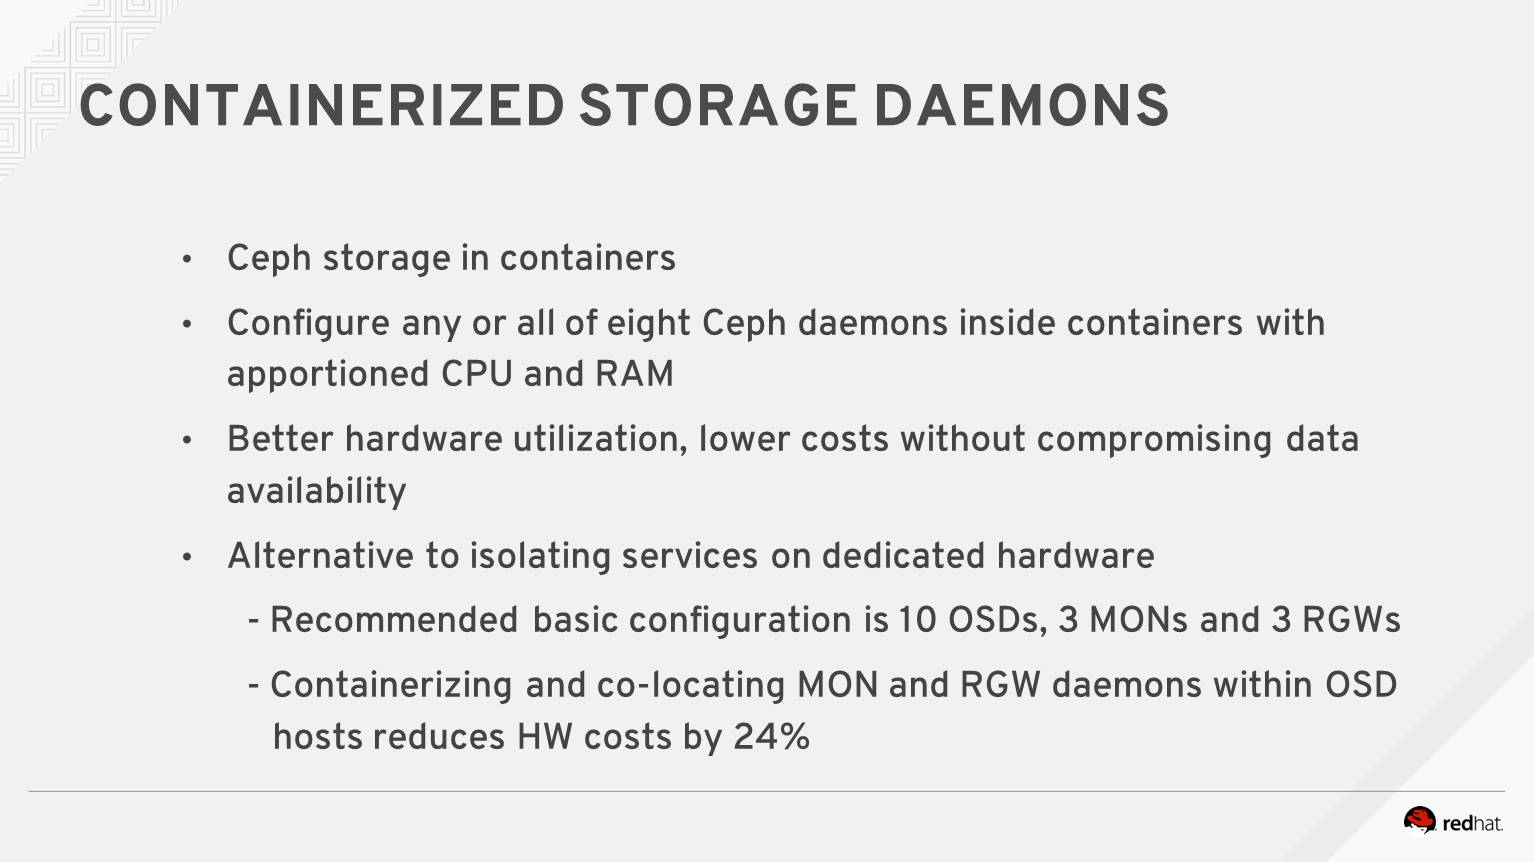 CONTAINERIZED STORAGE DAEMONS
• Ceph storage in containers
• Configure any or all of eight Ceph daemons inside containers with
apportioned CPU and RAM
• Better hardware utilization, lower costs without compromising data
availability
• Alternative to isolating services on dedicated hardware
- Recommended basic configuration is 10 OSDs, 3 MONs and 3 RGWs
- Containerizing and co-locating MON and RGW daemons within OSD
hosts reduces HW costs by 24%
redhat.